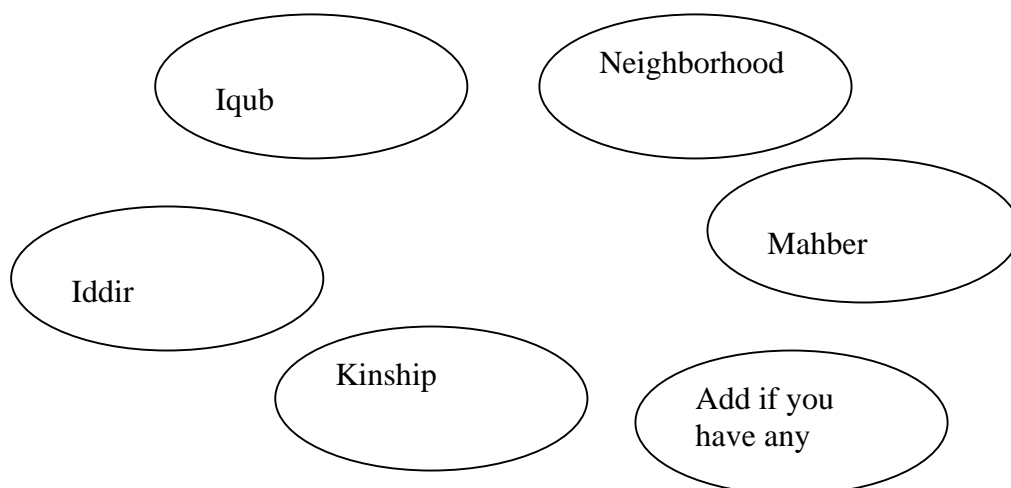 Iqub
Neighborhood
Mahber
Iddir
Kinship
Add if you
have any